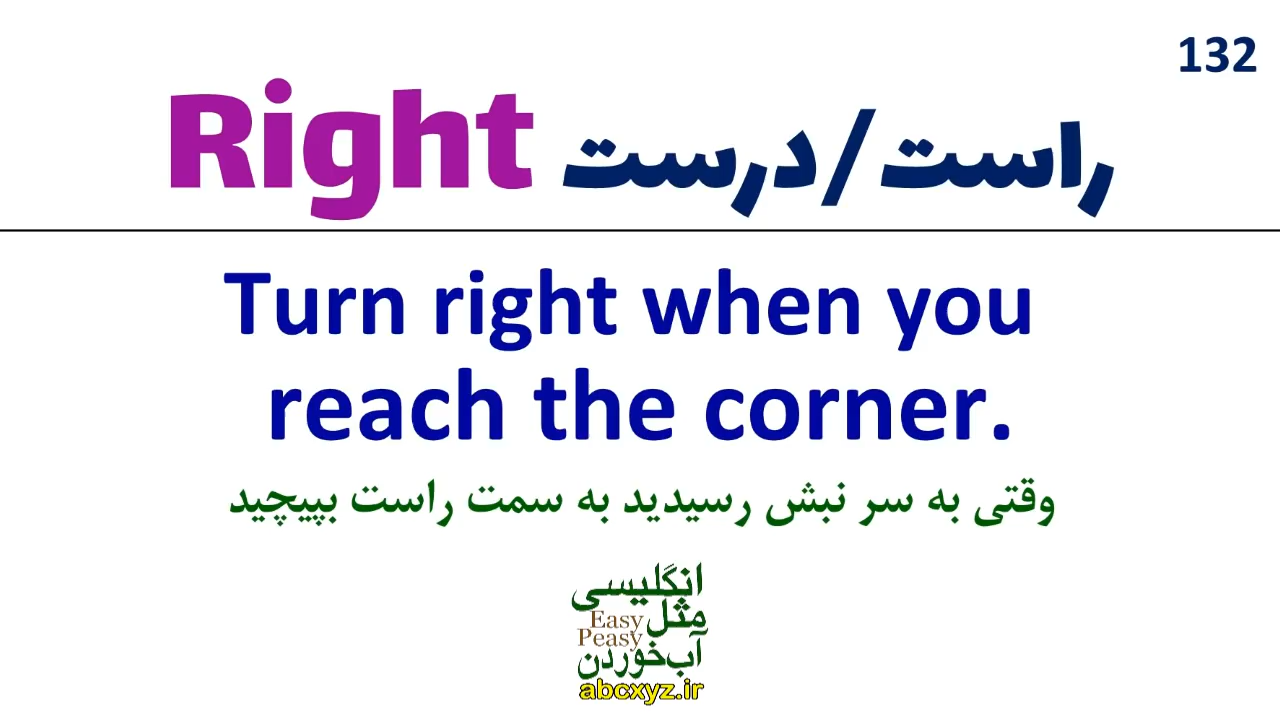 132
Right راست/درست
Turn right when you
reach the corner.
وقتی به سر نبش رسیدید به سمت راست بپیچید
انگلیسی
مثل
Easy
Peasy
آب‌خوردن
abcxyz.ir